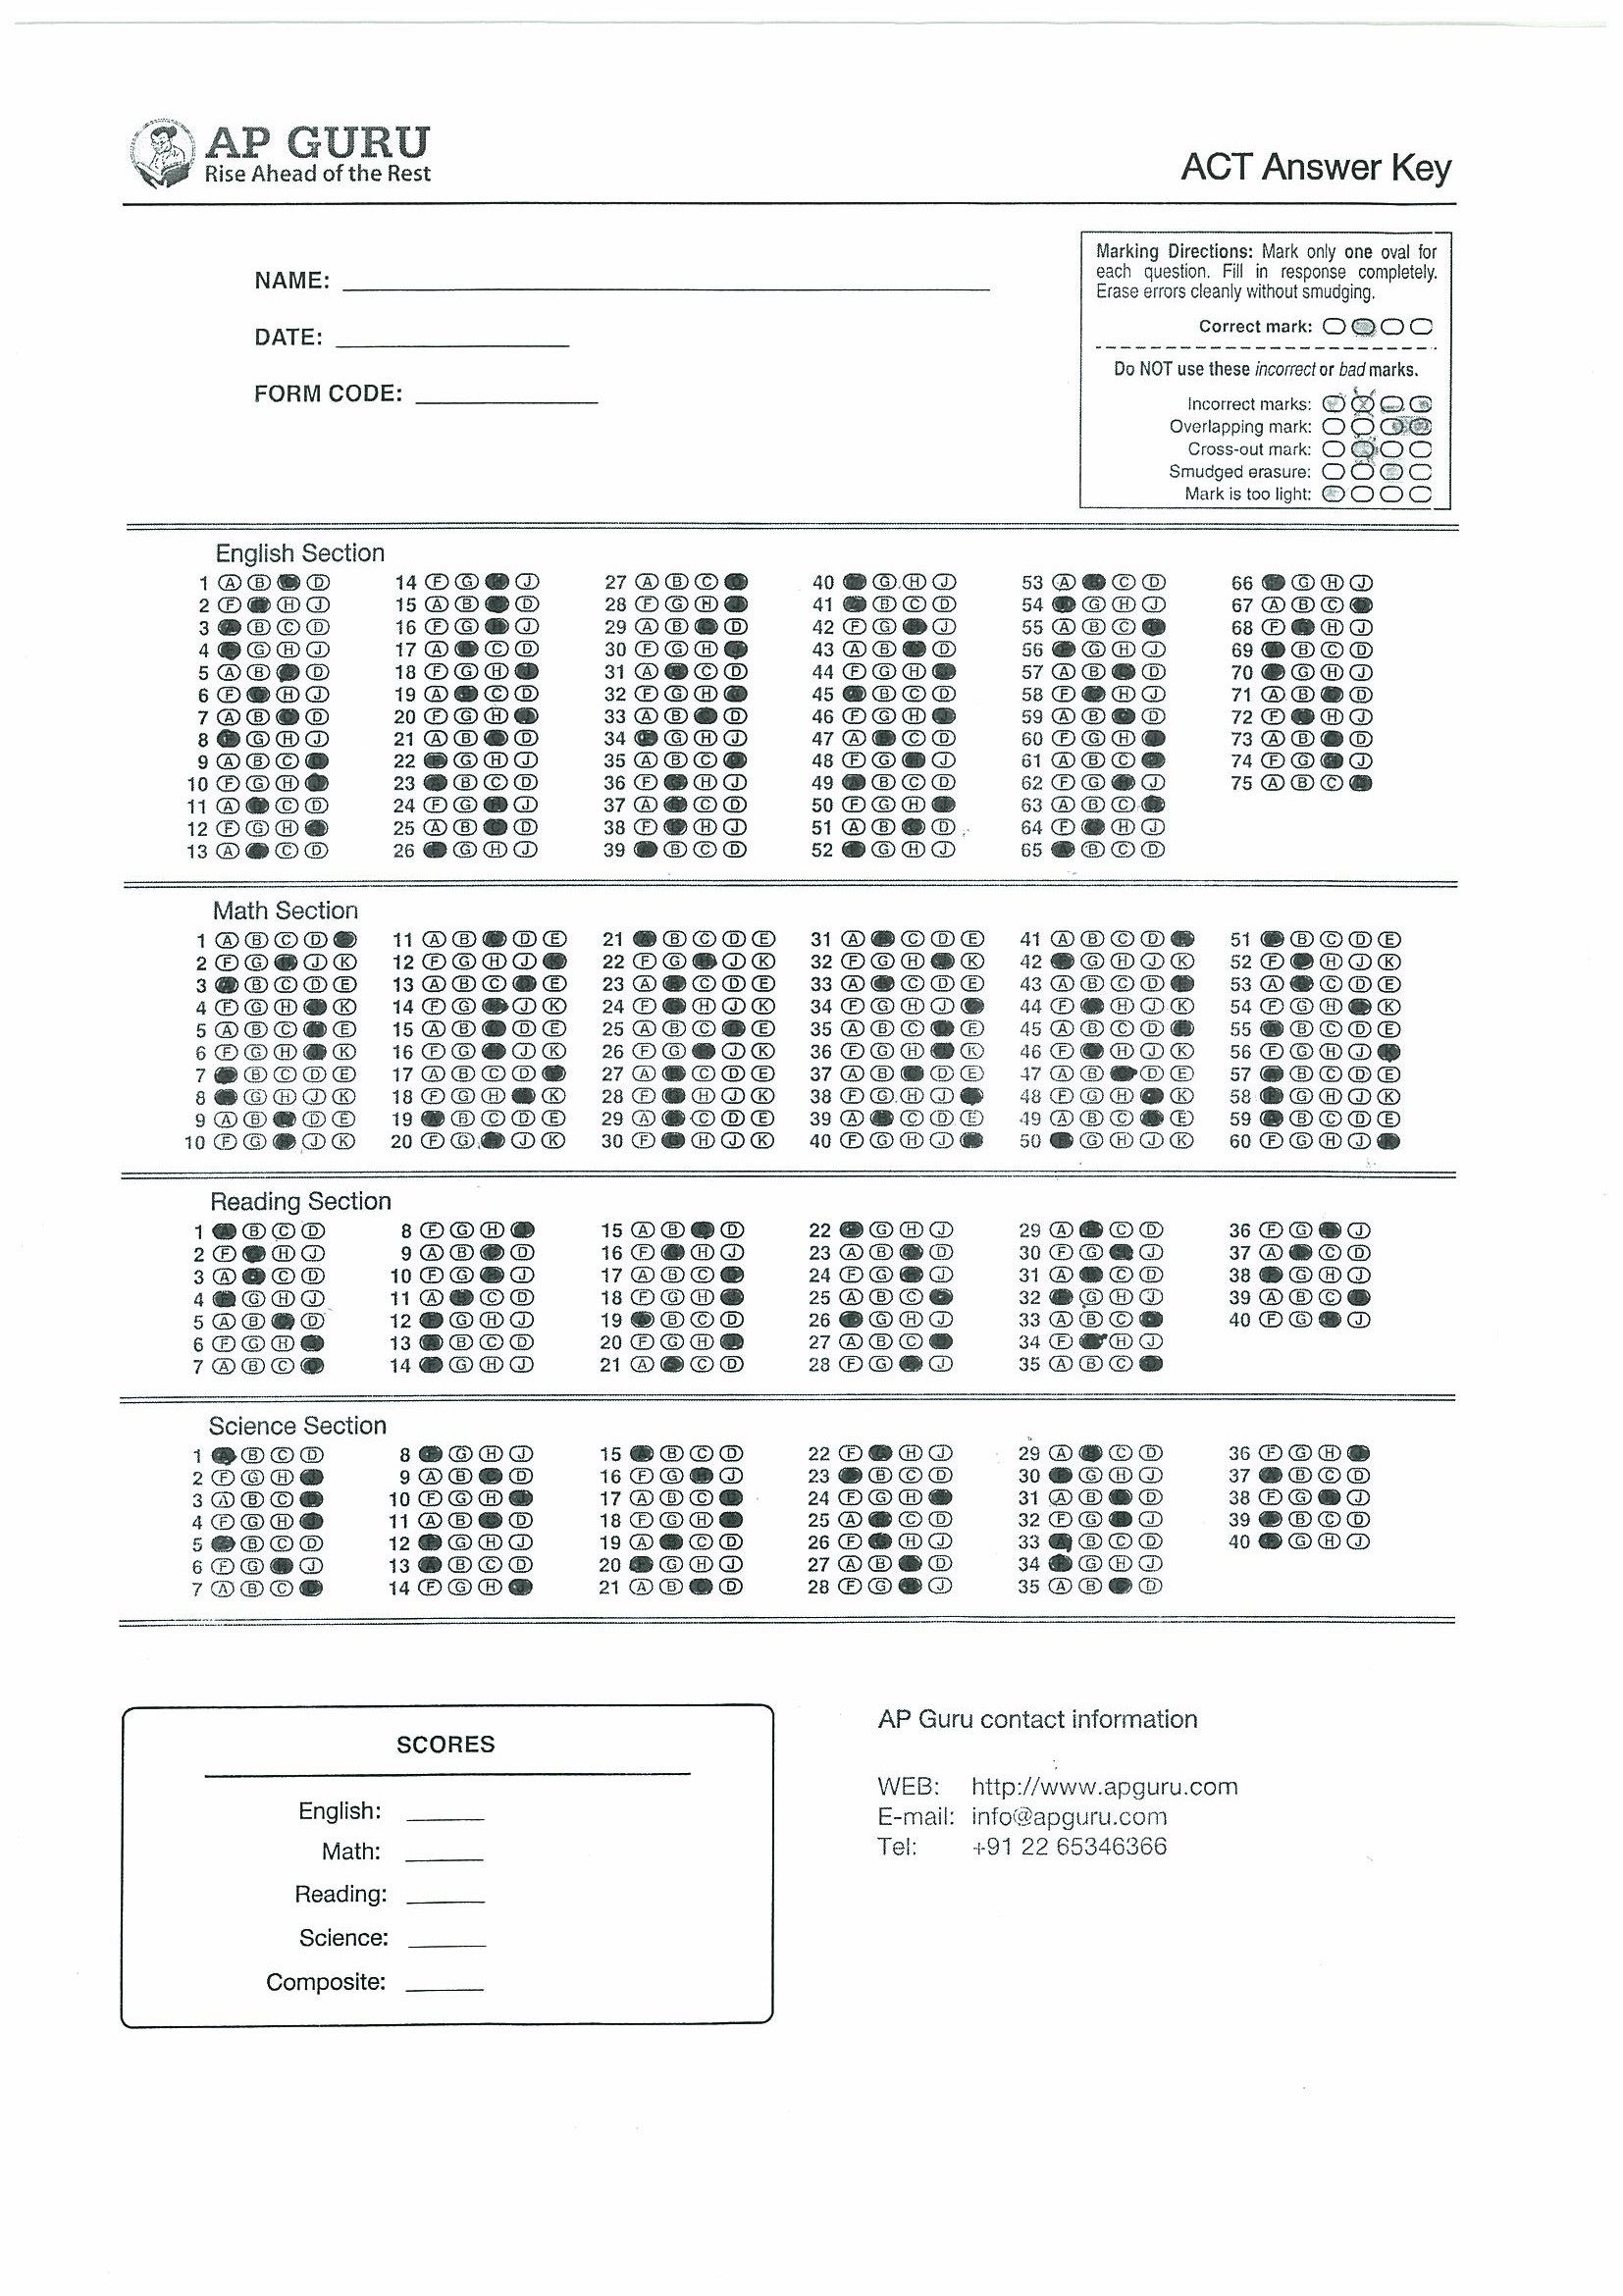 AP GURU
Rise Ahead of the Rest
ACT Answer Key
NAME:
DATE:
FORM CODE:
Marking Directions: Mark only one oval for
each question. Fill in response completely.
Erase errors cleanly without smudging.
Correct mark:
Do NOT use these incorrect or bad marks.
Incorrect marks:
Overlapping mark:
Cross-out mark:
Smudged erasure:
Mark is too light:
English Section
1 A B D 14 F G J 27 A B C 40 G H J 53 A C D 66 G H J
2 F H J 15 A B D 28 F G H 41 B C D 54 G H J 67 A B C
3 B C D 16 F G J 29 A B D 42 F G J 55 A B C 68 F H J
4 G H J 17 A C D 30 F G H 43 A B D 56 G H J 69 B C D
5 A B D 18 F G H 31 A C D 44 F G H 57 A B D 70 G H J
6 F H J 19 A C D 32 F G H 45 B C D 58 F H J 71 A B D
7 A B D 20 F G H 33 A B D 46 F G H 59 A B D 72 F H J
8 G H J 21 A B D 34 G H J 47 A C D 60 F G H 73 A B D
9 A B C 22 G H J 35 A B C 48 F G J 61 A B C 74 F G J
10 F G H 23 B C D 36 F H J 49 B C D 62 F G J 75 A B C
11 A C D 24 F G J 37 A C D 50 F G H 63 A B C
12 F G H 25 A B D 38 F H J 51 A B D 64 F H J
13 A C D 26 G H J 39 B C D 52 G H J 65 B C D
Math Section
1 A B C D 11 A B D E 21 B C D E 31 A C D E 41 A B C D 51 B C D E
2 F G J K 12 F G H J 22 F G J K 32 F G H K 42 G H J K 52 F H J K
3 B C D E 13 A B C E 23 A C D E 33 A C D E 43 A B C D 53 A C D E
4 F G H K 14 F G J K 24 F H J K 34 F G H J 44 F H J K 54 F G H K
5 A B C E 15 A B D E 25 A B C E 35 A B C E 45 A B C D 55 B C D E
6 F G H K 16 F G J K 26 F G J K 36 F G H K 46 F H J K 56 F G H J
7 B C D E 17 A B C D 27 A C D E 37 A B D E 47 A B D E 57 B C D E
8 G H J K 18 F G H K 28 F H J K 38 F G H J 48 F G H K 58 G H J K
9 A B D E 19 B C D E 29 A C D E 39 A C D E 49 A B C E 59 B C D E
10 F G J K 20 F G J K 30 F H J K 40 F G H J 50 G H J K 60 F G H J
Reading Section
1 B C D 8 F G H 15 A B D 22 G H J 29 A C D 36 F G J
2 F H J 9 A B D 16 F H J 23 A B D 30 F G J 37 A C D
3 A C D 10 F G J 17 A B C 24 F G J 31 A C D 38 G H J
4 G H J 11 A C D 18 F G H 25 A B C 32 G H J 39 A B C
5 A B D 12 G H J 19 B C D 26 G H J 33 A B C 40 F G J
6 F G H 13 B C D 20 F G H 27 A B C 34 F H J
7 A B C 14 G H J 21 A C D 28 F G J 35 A B C
Science Section
1 B C D 8 G H J 15 B C D 22 F H J 29 A C D 36 F G H
2 F G H 9 A B D 16 F G J 23 B C D 30 G H J 37 B C D
3 A B C 10 F G H 17 A B C 24 F G H 31 A B D 38 F G J
4 F G H 11 A B D 18 F G H 25 A C D 32 F G J 39 B C D
5 B C D 12 G H J 19 A C D 26 F H J 33 B C D 40 G H J
6 F G J 13 B C D 20 G H J 27 A B D 34 G H J
7 A B C 14 F G H 21 A B D 28 F G J 35 A B D
SCORES
English:
Math:
Reading:
Science:
Composite:
AP Guru contact information
WEB: http://www.apguru.com
E-mail: info@apguru.com
Tel: +91 22 65346366